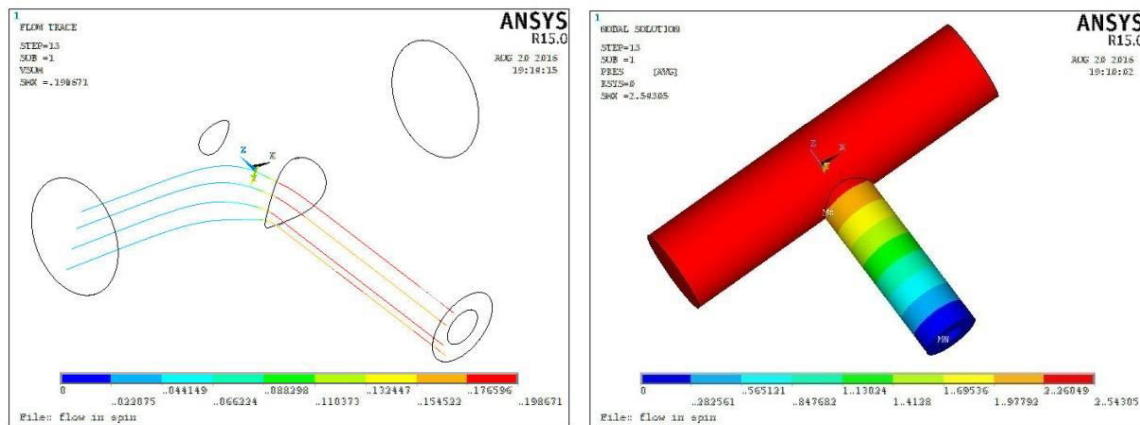 1
FLOW TRACE
STEP=13
SUB =1
VSUM
SMX =.198671
ANSYS
R15.0
AUG 20 2016
19:14:15
Z
X
0
.044149
.088298
.132447
.176596
.066224
.110373
.154522
.198671
File: flow in spin
1
NODAL SOLUTION
STEP=13
SUB =1
PRES [AVG]
RSYS=0
SMX =2.54305
ANSYS
R15.0
AUG 20 2016
19:10:02
Z
X
MN
0
.565121
1.13024
1.69536
2.26049
.282561
.847682
1.4128
1.97792
2.54305
File: flow in spin